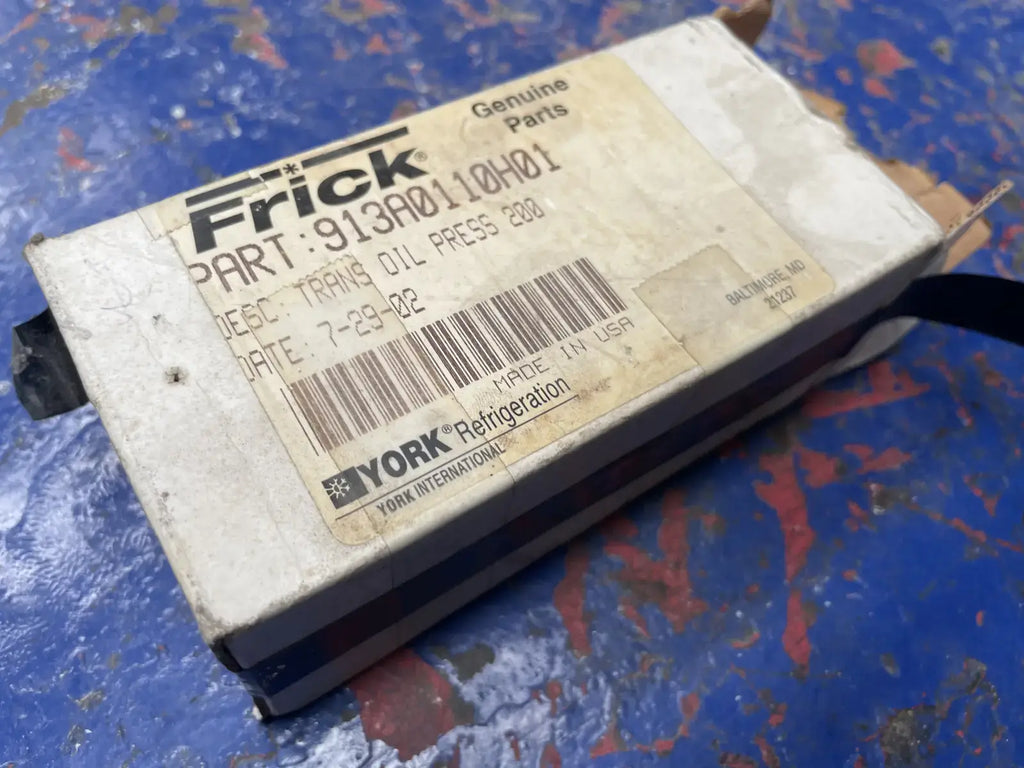 Genuine
Parts
Frick®
PART:913A0110H01
DESC: TRANS OIL PRESS 200
DATE: 7-29-02
MADE IN USA
BALTIMORE, MD
21237
YORK® Refrigeration
YORK INTERNATIONAL